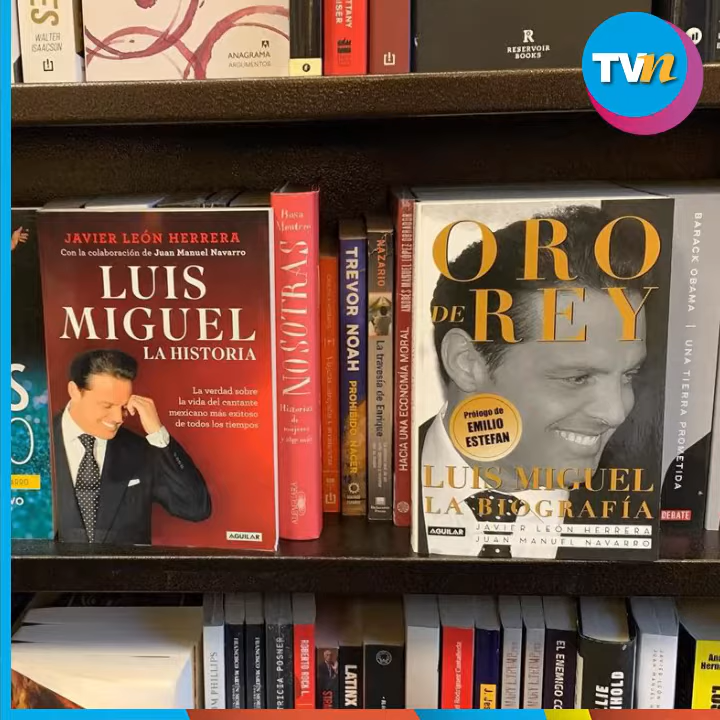 WALTER
ISAACSON
ANAGRAMA
ARGUMENTOS
RESERVOIR
BOOKS
TVn
JAVIER LEÓN HERRERA
Con la colaboración de Juan Manuel Navarro
LUIS
MIGUEL
LA HISTORIA
La verdad sobre
la vida del cantante
mexicano más exitoso
de todos los tiempos
AGUILAR
Rosa
Montero
NOSOTRAS
Historias de
mujeres y algo más
ALFAGUARA
TREVOR NOAH
PROHIBIDO NACER
NAZARIO
La travesía de Enrique
ANDRÉS MANUEL LÓPEZ OBRADOR
HACIA UNA ECONOMÍA MORAL
ORO
DE REY
Prólogo de
EMILIO
ESTEFAN
LUIS MIGUEL
LA BIOGRAFÍA
AGUILAR
JAVIER LEÓN HERRERA
JUAN MANUEL NAVARRO
BARACK OBAMA | UNA TIERRA PROMETIDA
DEBATE
LATINX
EL ENEMIGO